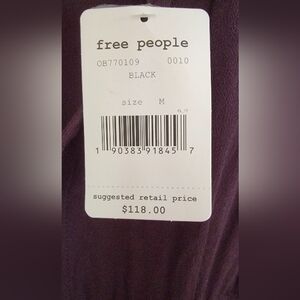 free people
OB770109 0010
BLACK
size M
1 90383 91845 7
suggested retail price
$118.00